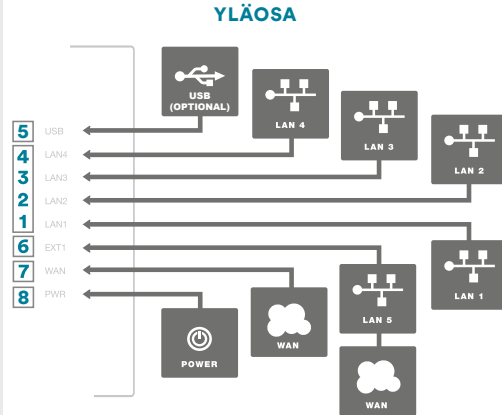 YLÄOSA
USB
(OPTIONAL)
LAN 4
LAN 3
LAN 2
5 USB
4 LAN4
3 LAN3
2 LAN2
1 LAN1
6 EXT1
7 WAN
8 PWR
LAN 1
LAN 5
WAN
POWER
WAN